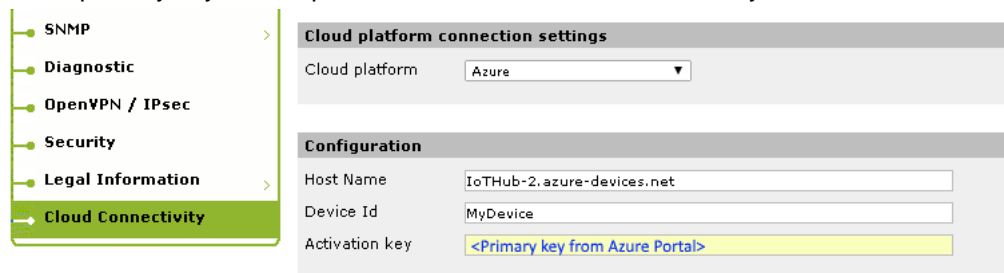 SNMP
Diagnostic
OpenVPN / IPsec
Security
Legal Information
Cloud Connectivity
Cloud platform connection settings
Cloud platform Azure
Configuration
Host Name IoTHub-2.azure-devices.net
Device Id MyDevice
Activation key <Primary key from Azure Portal>